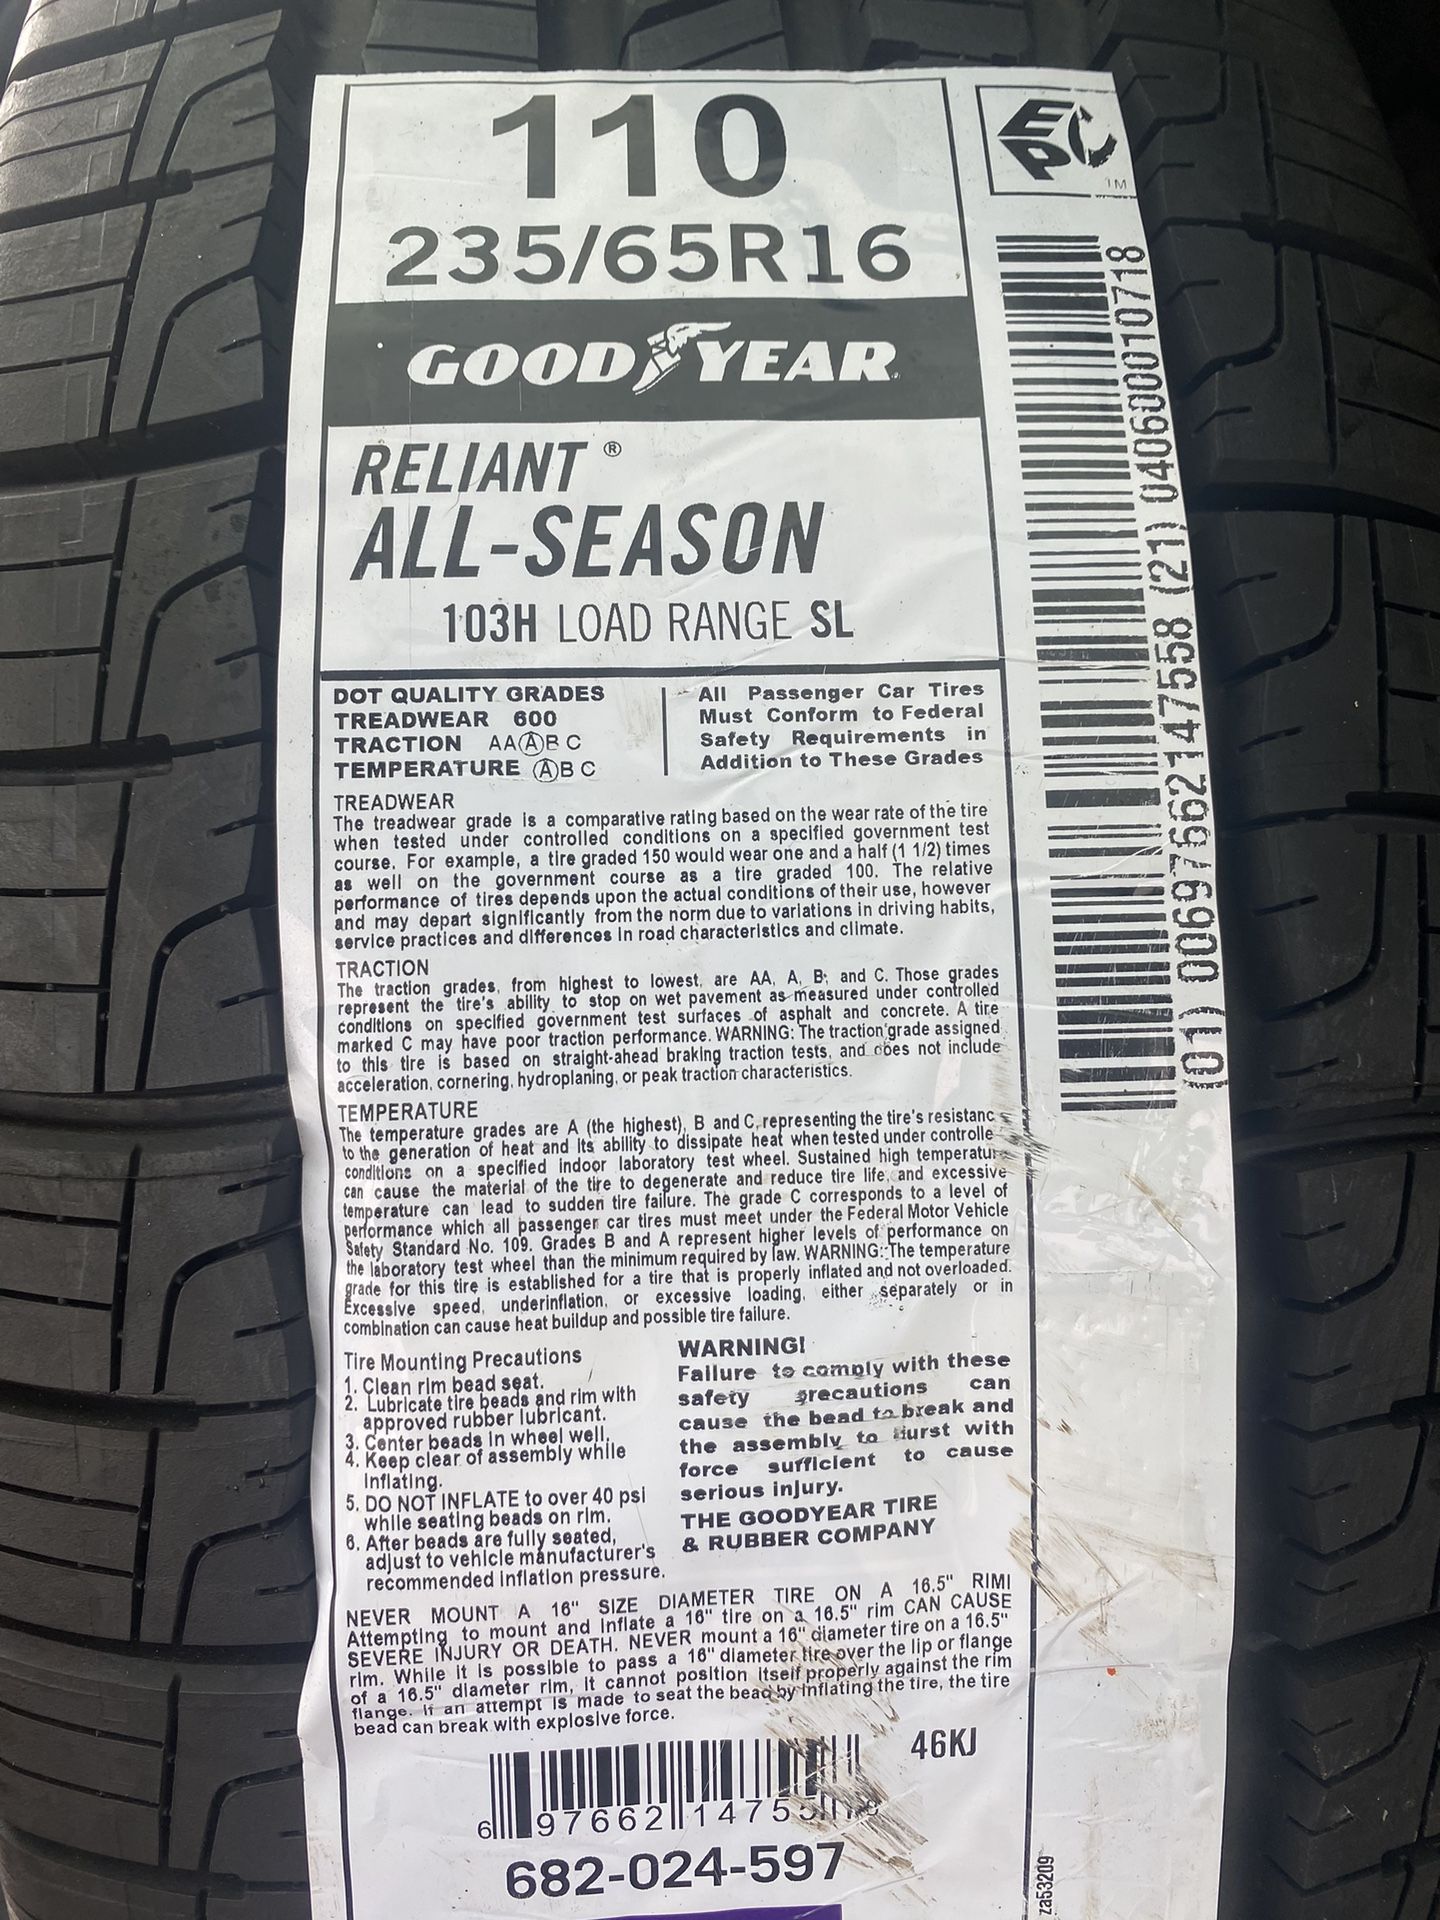 110
235/65R16
GOODYEAR
RELIANT ®
ALL-SEASON
103H LOAD RANGE SL
EPC
TM
(01) 00697662147558 (21) 040600010718
DOT QUALITY GRADES
TREADWEAR 600
TRACTION AA A B C
TEMPERATURE A B C
All Passenger Car Tires
Must Conform to Federal
Safety Requirements in
Addition to These Grades
TREADWEAR
The treadwear grade is a comparative rating based on the wear rate of the tire
when tested under controlled conditions on a specified government test
course. For example, a tire graded 150 would wear one and a half (1 1/2) times
as well on the government course as a tire graded 100. The relative
performance of tires depends upon the actual conditions of their use, however
and may depart significantly from the norm due to variations in driving habits,
service practices and differences in road characteristics and climate.
TRACTION
The traction grades, from highest to lowest, are AA, A, B, and C. Those grades
represent the tire's ability to stop on wet pavement as measured under controlled
conditions on specified government test surfaces of asphalt and concrete. A tire
marked C may have poor traction performance. WARNING: The traction grade assigned
to this tire is based on straight-ahead braking traction tests, and does not include
acceleration, cornering, hydroplaning, or peak traction characteristics.
TEMPERATURE
The temperature grades are A (the highest), B and C, representing the tire's resistanc
to the generation of heat and its ability to dissipate heat when tested under controlle
conditions on a specified indoor laboratory test wheel. Sustained high temperature
can cause the material of the tire to degenerate and reduce tire life, and excessive
temperature can lead to sudden tire failure. The grade C corresponds to a level of
performance which all passenger car tires must meet under the Federal Motor Vehicle
Safety Standard No. 109. Grades B and A represent higher levels of performance on
the laboratory test wheel than the minimum required by law. WARNING: The temperature
grade for this tire is established for a tire that is properly inflated and not overloaded.
Excessive speed, underinflation, or excessive loading, either separately or in
combination can cause heat buildup and possible tire failure.
Tire Mounting Precautions
1. Clean rim bead seat.
2. Lubricate tire beads and rim with
approved rubber lubricant.
3. Center beads in wheel well.
4. Keep clear of assembly while
inflating.
5. DO NOT INFLATE to over 40 psi
while seating beads on rim.
6. After beads are fully seated,
adjust to vehicle manufacturer's
recommended inflation pressure.
WARNING!
Failure to comply with these
safety precautions can
cause the bead to break and
the assembly to burst with
force sufficient to cause
serious injury.
THE GOODYEAR TIRE
& RUBBER COMPANY
NEVER MOUNT A 16" SIZE DIAMETER TIRE ON A 16.5" RIM!
Attempting to mount and inflate a 16" tire on a 16.5" rim CAN CAUSE
SEVERE INJURY OR DEATH. NEVER mount a 16" diameter tire on a 16.5"
rim. While it is possible to pass a 16" diameter tire over the lip or flange
of a 16.5" diameter rim, it cannot position itself properly against the rim
flange. If an attempt is made to seat the bead by inflating the tire, the tire
bead can break with explosive force.
46KJ
6 97662 14755 8
682-024-597
za53209